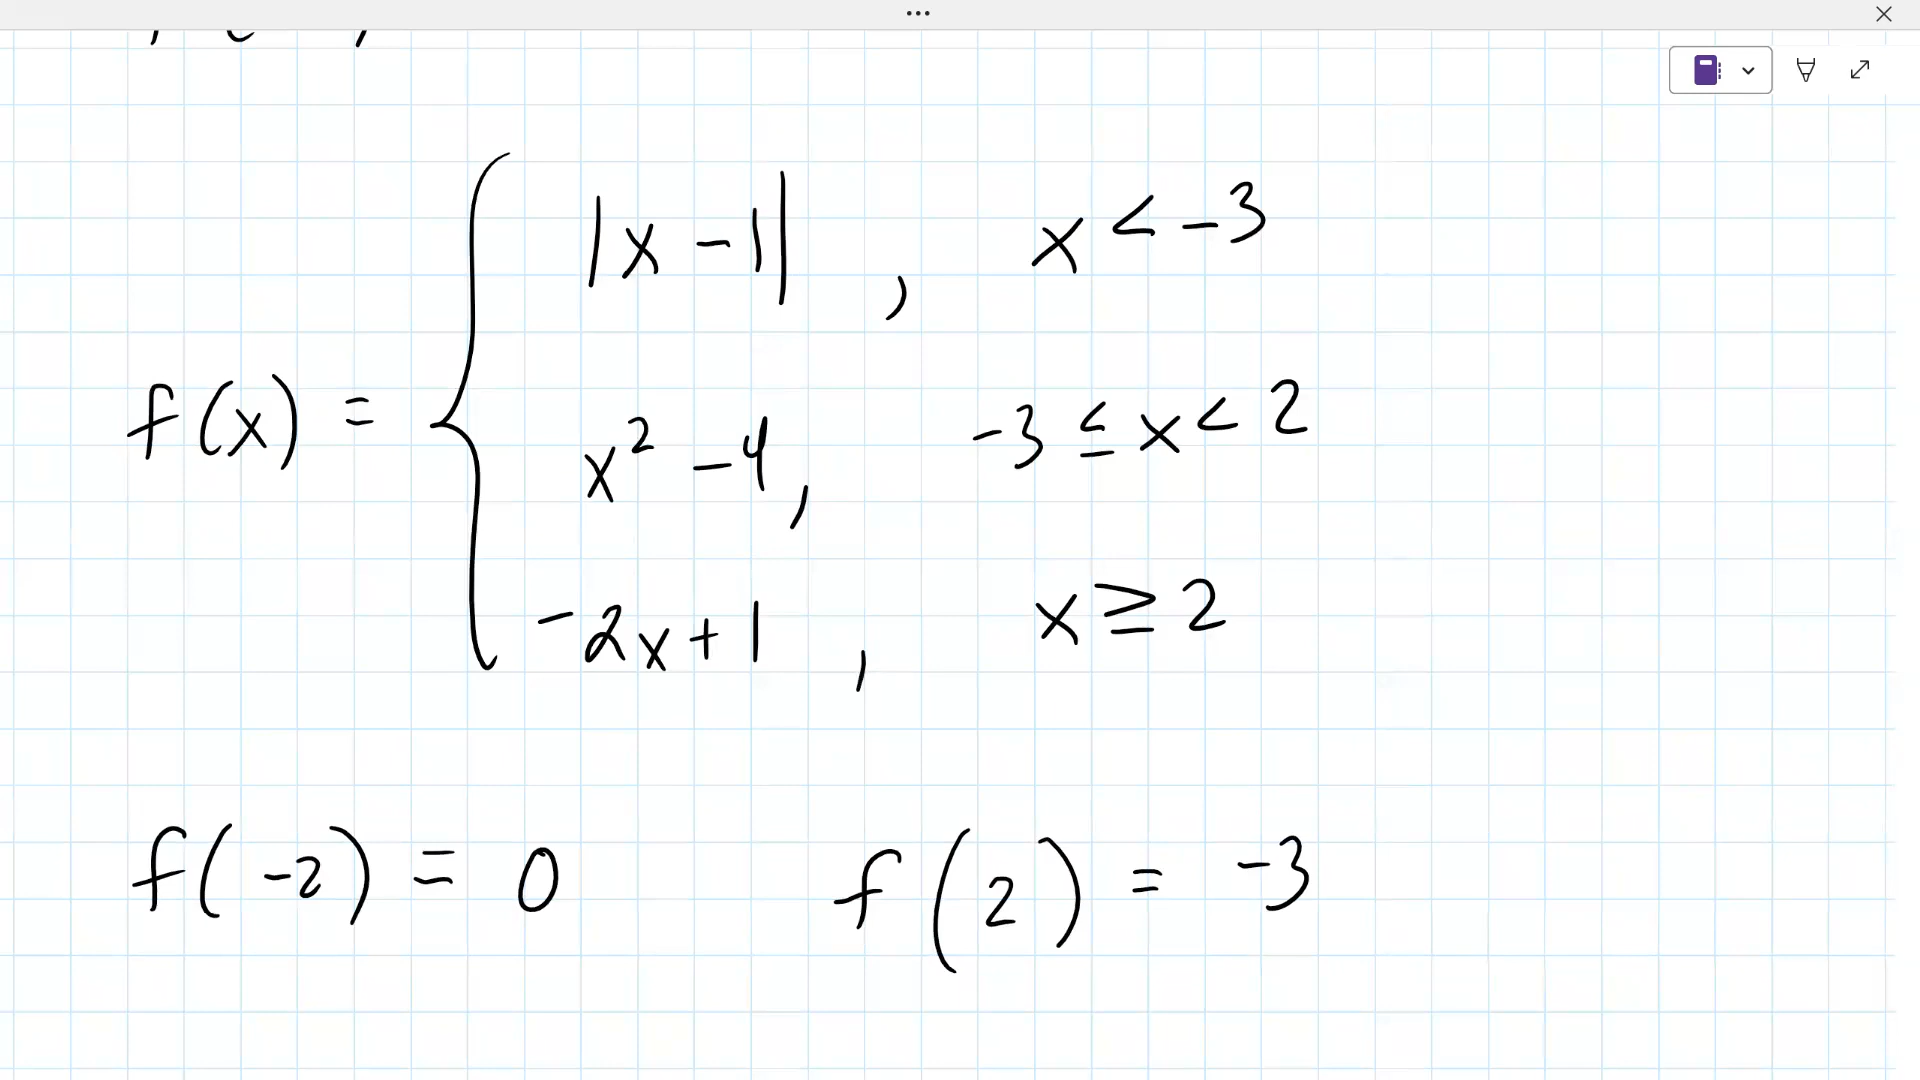 |x - 1| , x < -3
f(x) = { x² - 4, -3 ≤ x < 2
-2x + 1 , x ≥ 2
f(-2) = 0 f(2) = -3